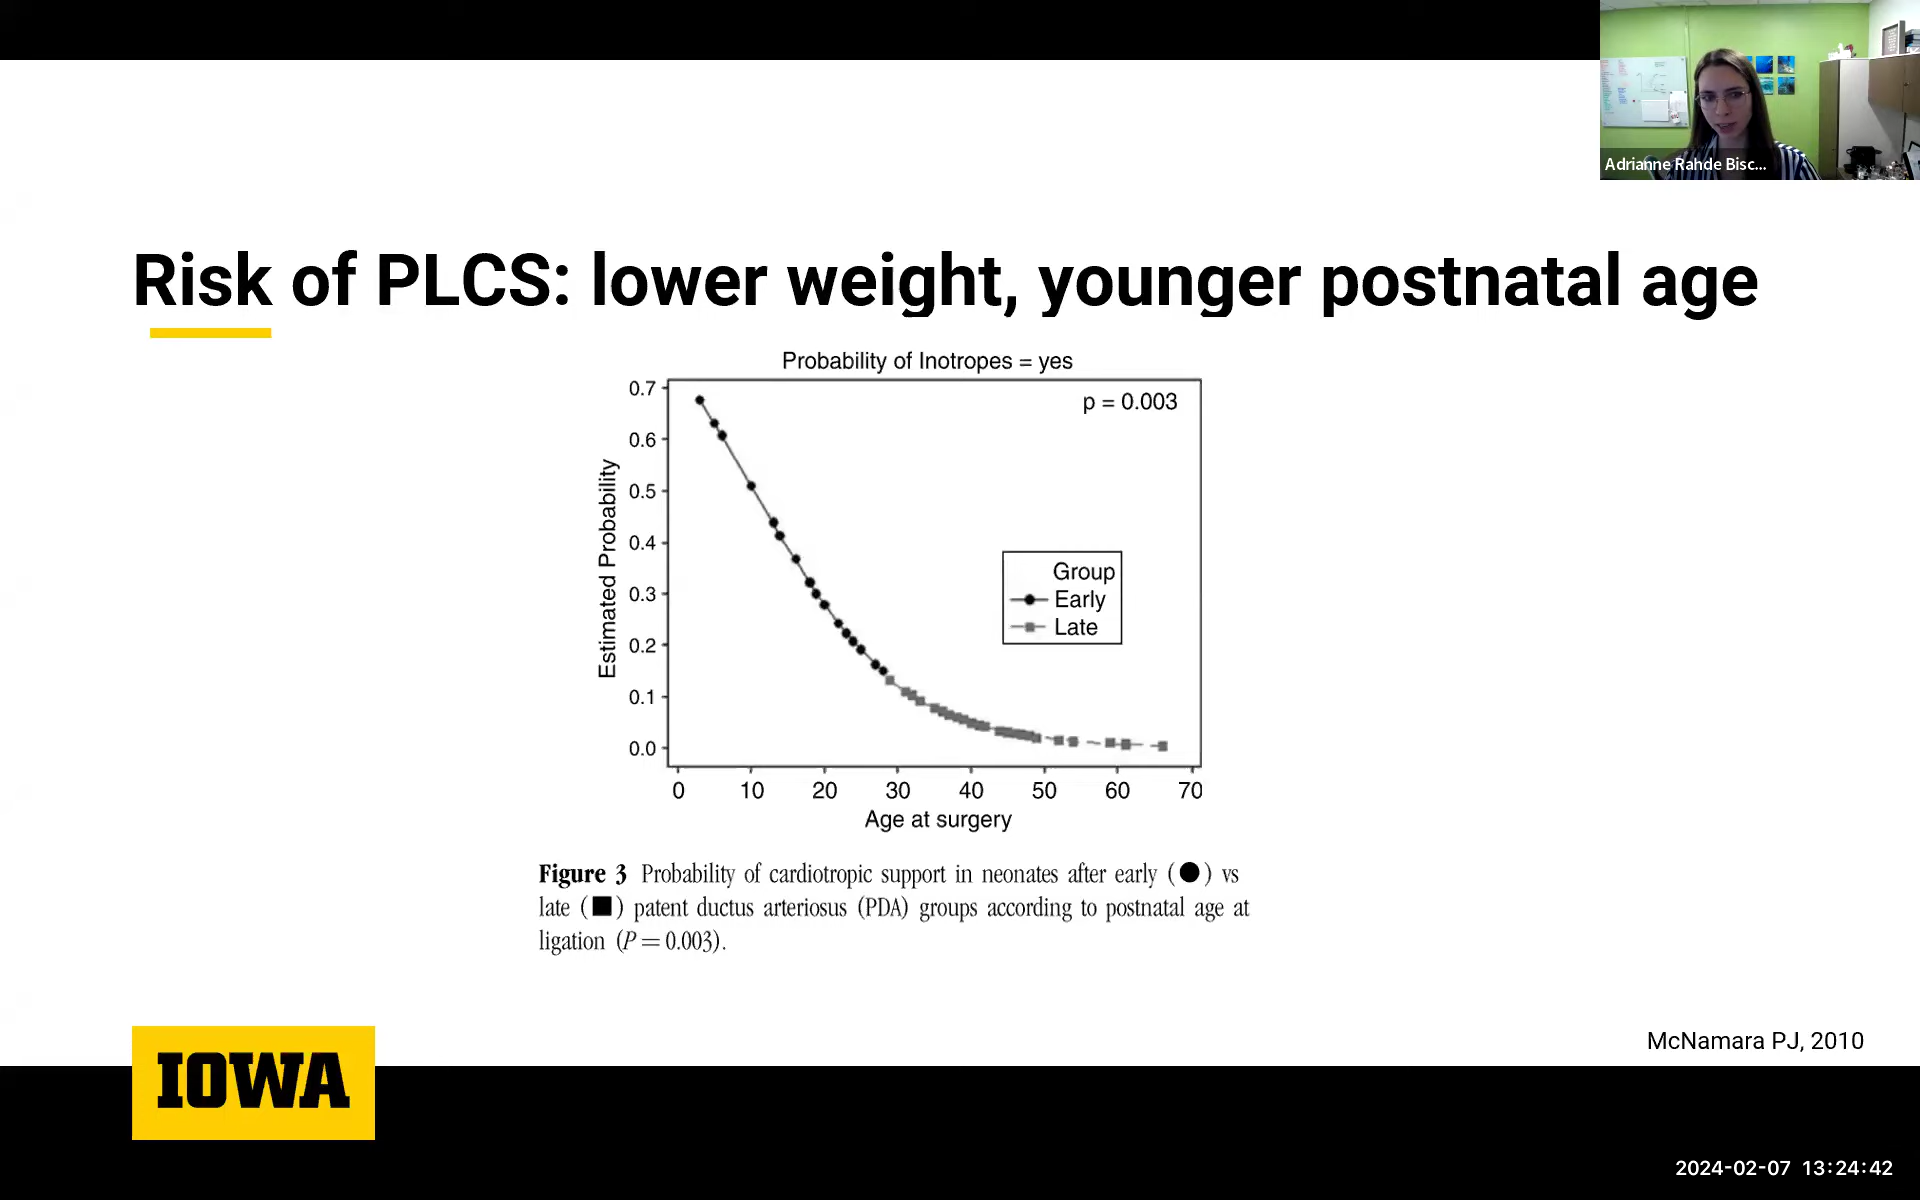 Adrianne Rahde Bisc...
Risk of PLCS: lower weight, younger postnatal age
Probability of Inotropes = yes
p = 0.003
Estimated Probability
0.7
0.6
0.5
0.4
0.3
0.2
0.1
0.0
Group
Early
Late
0 10 20 30 40 50 60 70
Age at surgery
Figure 3 Probability of cardiotropic support in neonates after early (●) vs
late (■) patent ductus arteriosus (PDA) groups according to postnatal age at
ligation (P = 0.003).
McNamara PJ, 2010
IOWA
2024-02-07 13:24:42